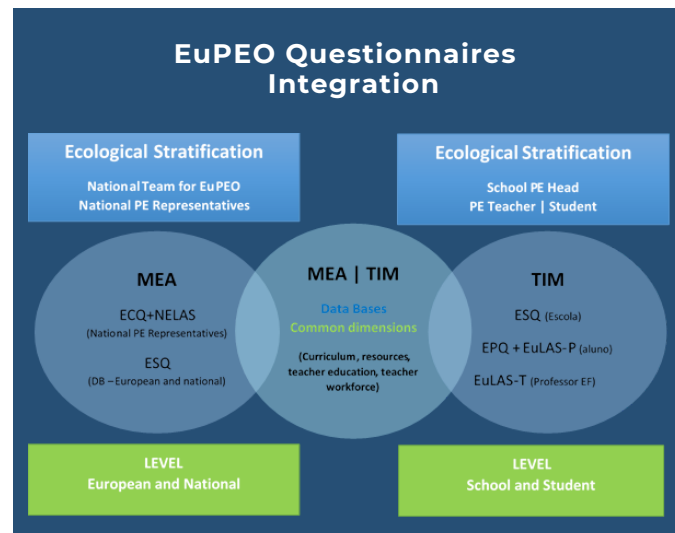 EuPEO Questionnaires
Integration
Ecological Stratification
National Team for EuPEO
National PE Representatives
Ecological Stratification
School PE Head
PE Teacher | Student
MEA
ECQ+NELAS
(National PE Representatives)
ESQ
(DB – European and national)
MEA | TIM
Data Bases
Common dimensions
(Curriculum, resources,
teacher education, teacher
workforce)
TIM
ESQ (Escola)
EPQ + EuLAS-P (aluno)
EuLAS-T (Professor EF)
LEVEL
European and National
LEVEL
School and Student